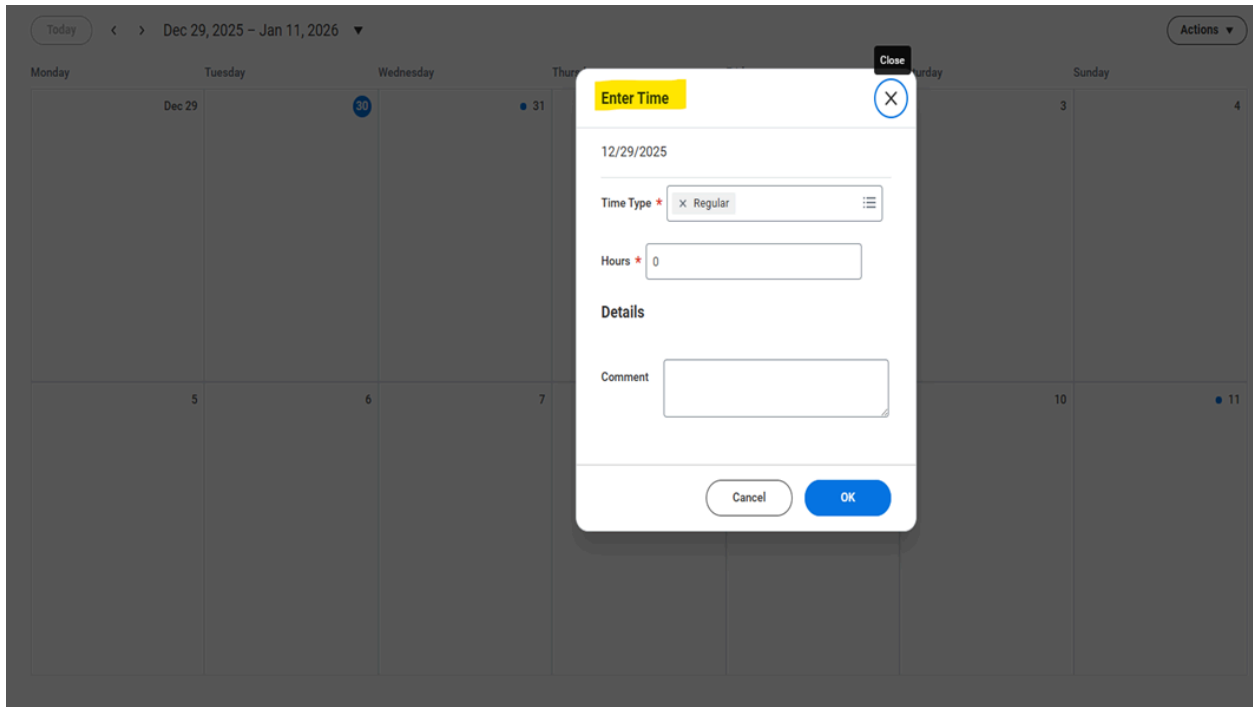 Today < > Dec 29, 2025 – Jan 11, 2026 ▼ Actions ▼
Close
Monday Tuesday Wednesday Sunday
Dec 29 30 31 3 4
Enter Time
12/29/2025
Time Type * × Regular
Hours * 0
Details
Comment
5 6 7 10 11
Cancel OK